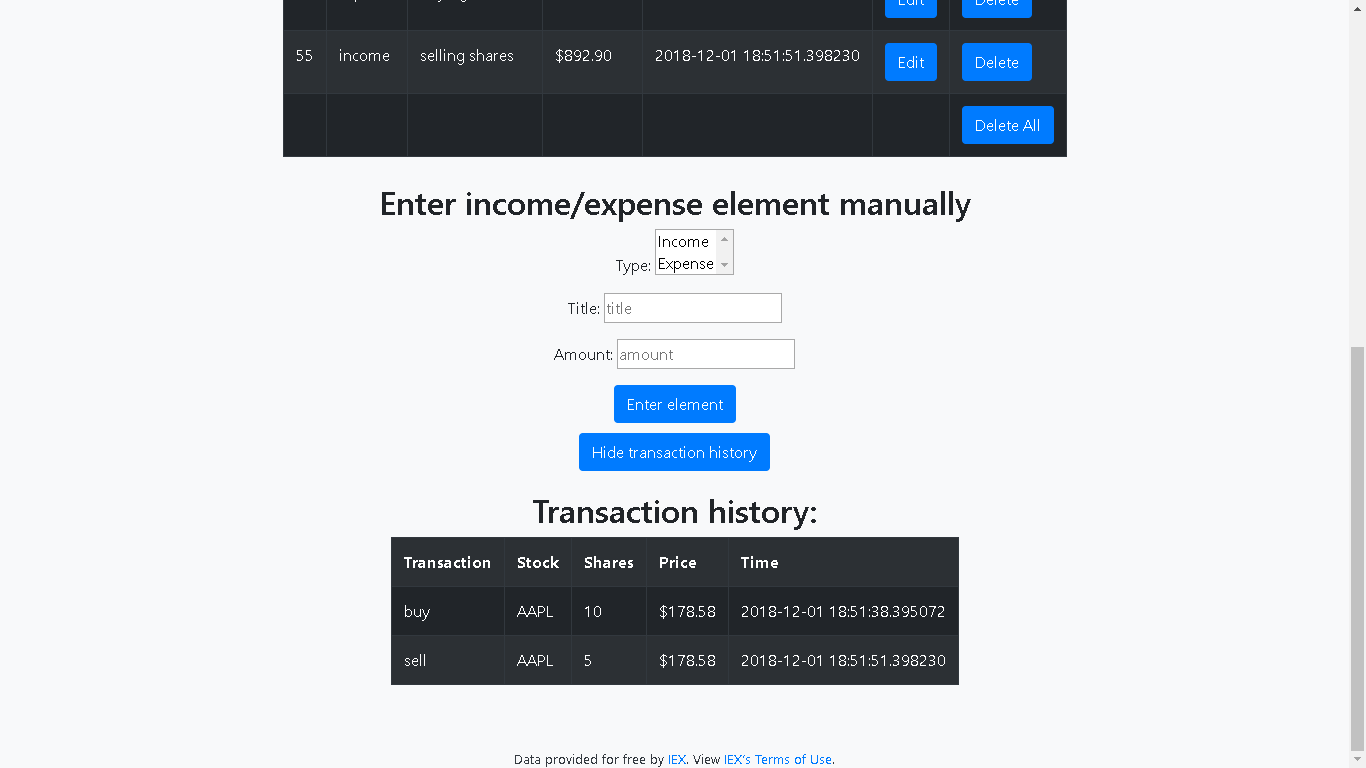 Edit Delete
55 income selling shares $892.90 2018-12-01 18:51:51.398230 Edit Delete
Delete All
Enter income/expense element manually
Type: Income
Expense
Title: title
Amount: amount
Enter element
Hide transaction history
Transaction history:
Transaction Stock Shares Price Time
buy AAPL 10 $178.58 2018-12-01 18:51:38.395072
sell AAPL 5 $178.58 2018-12-01 18:51:51.398230
Data provided for free by IEX. View IEX's Terms of Use.